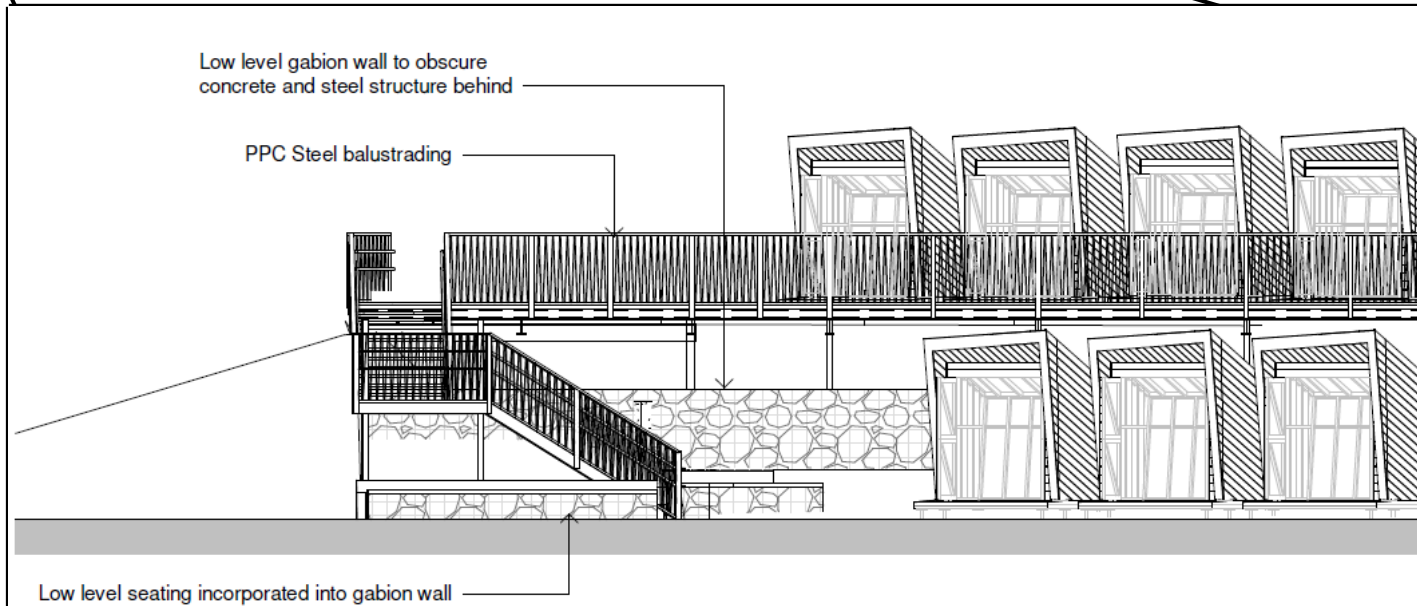 Low level gabion wall to obscure
concrete and steel structure behind
PPC Steel balustrading
Low level seating incorporated into gabion wall